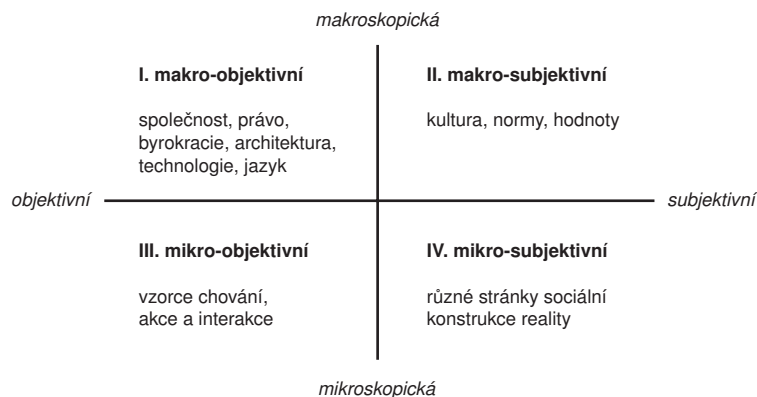 makroskopická
I. makro-objektivní
společnost, právo,
byrokracie, architektura,
technologie, jazyk
II. makro-subjektivní
kultura, normy, hodnoty
objektivní
subjektivní
III. mikro-objektivní
vzorce chování,
akce a interakce
IV. mikro-subjektivní
různé stránky sociální
konstrukce reality
mikroskopická